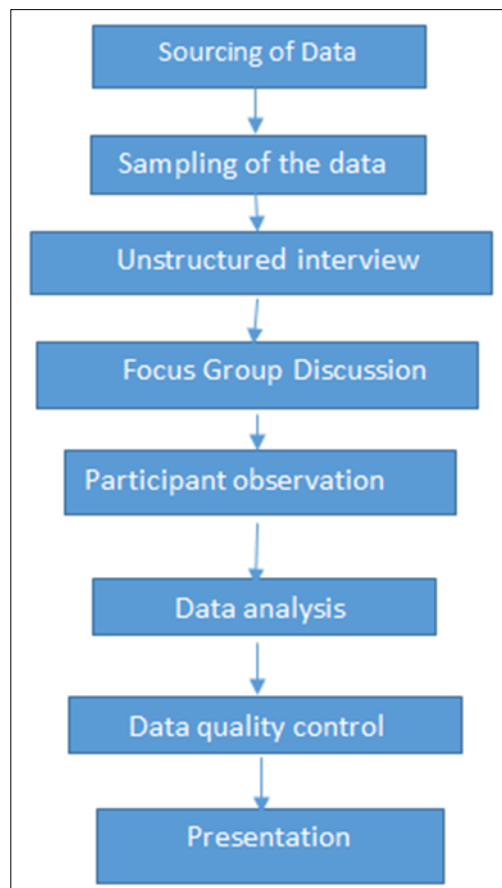 Sourcing of Data
Sampling of the data
Unstructured interview
Focus Group Discussion
Participant observation
Data analysis
Data quality control
Presentation